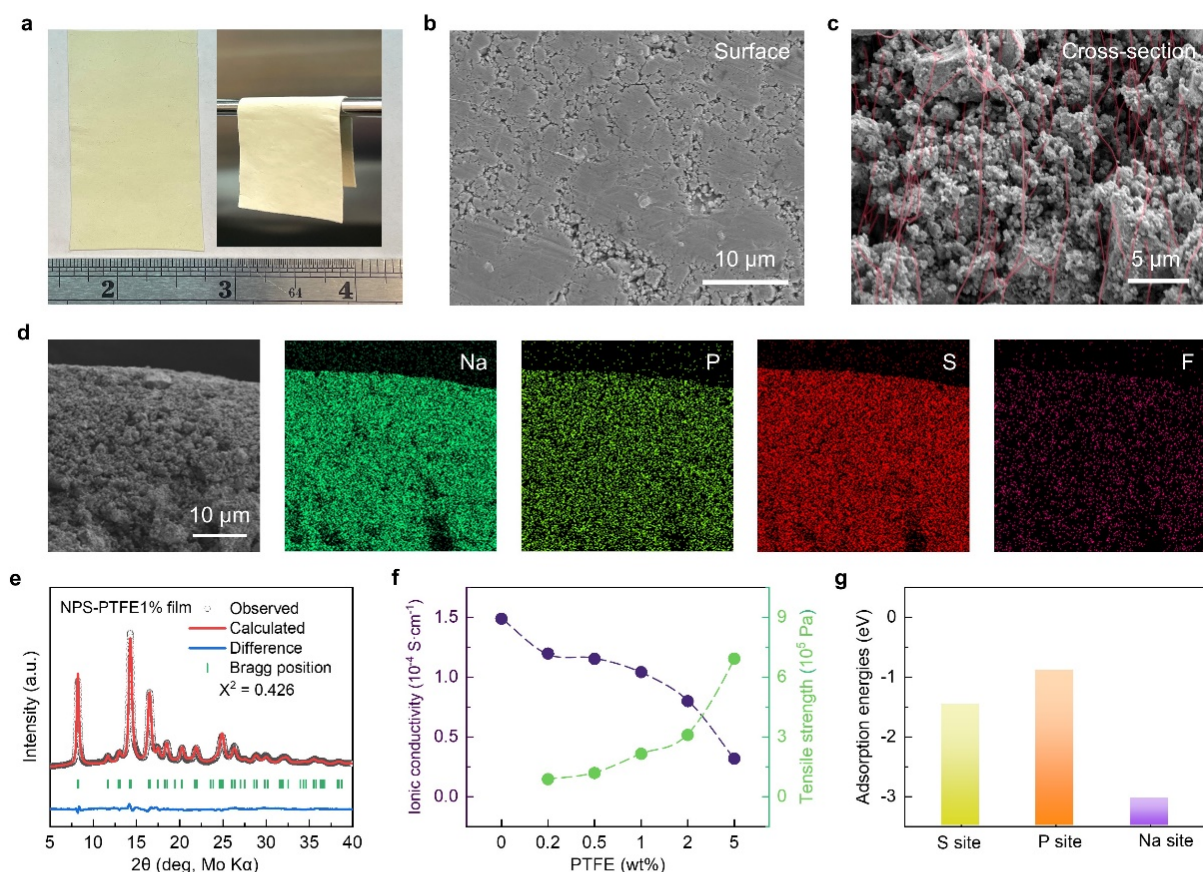 a
2
3
64
4
b
Surface
10 μm
c
Cross-section
5 μm
d
10 μm
Na
P
S
F
e
NPS-PTFE1% film
Observed
Calculated
Difference
Bragg position
X² = 0.426
Intensity (a.u.)
5 10 15 20 25 30 35 40
2θ (deg, Mo Kα)
f
Ionic conductivity (10⁻⁴ S·cm⁻¹)
1.5
1.0
0.5
0.0
9
6
3
0
Tensile strength (10⁵ Pa)
0 0.2 0.5 1 2 5
PTFE (wt%)
g
Adsorption energies (eV)
0
-1
-2
-3
S site P site Na site